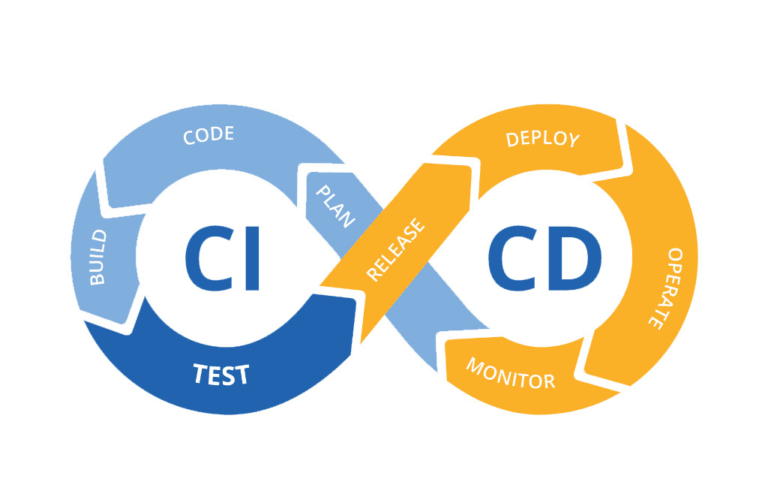 CODE
BUILD
CI
TEST
PLAN
RELEASE
DEPLOY
CD
OPERATE
MONITOR